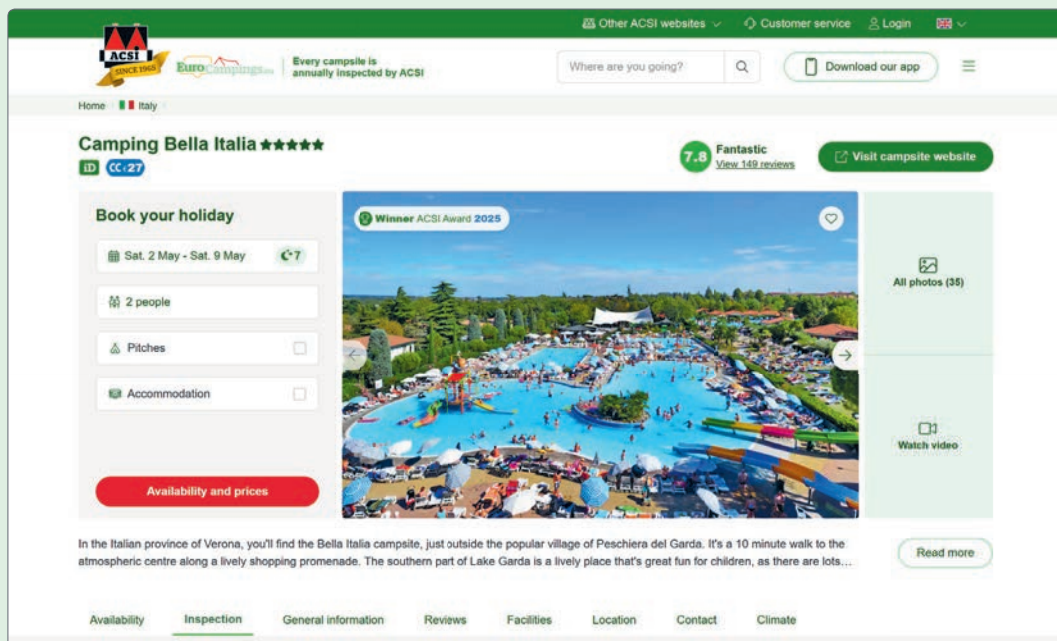 Other ACSI websites
Customer service
Login
ACSI
SINCE 1965
EuroCampings.eu
Every campsite is
annually inspected by ACSI
Where are you going?
Download our app
Home
Italy
Camping Bella Italia ★★★★★
iD
CC€27
7.8
Fantastic
View 149 reviews
Visit campsite website
Book your holiday
Sat. 2 May - Sat. 9 May
7
2 people
Pitches
Accommodation
Availability and prices
Winner ACSI Award 2025
All photos (35)
Watch video
In the Italian province of Verona, you'll find the Bella Italia campsite, just outside the popular village of Peschiera del Garda. It's a 10 minute walk to the
atmospheric centre along a lively shopping promenade. The southern part of Lake Garda is a lively place that's great fun for children, as there are lots...
Read more
Availability
Inspection
General information
Reviews
Facilities
Location
Contact
Climate